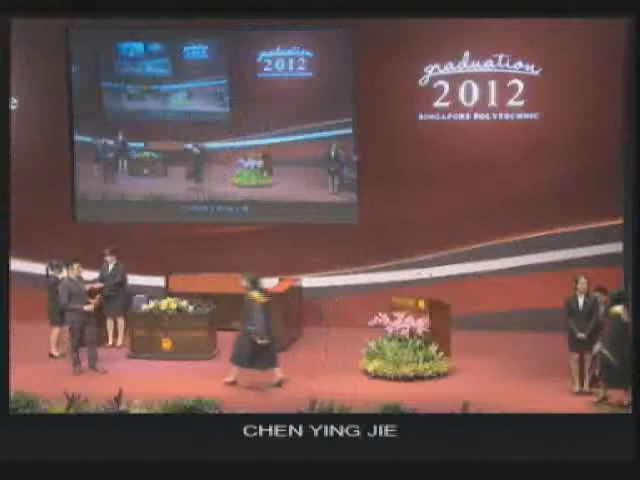 graduation
2012
graduation
2012
SINGAPORE POLYTECHNIC
CHEN YING JIE